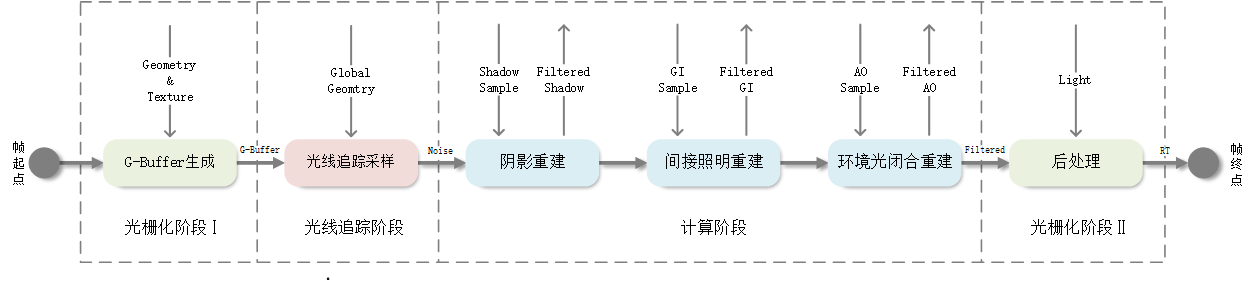 Geometry
&
Texture
Global
Geomtry
Shadow
Sample
Filtered
Shadow
GI
Sample
Filtered
GI
AO
Sample
Filtered
AO
Light
帧
起
点
G-Buffer生成
G-Buffer
光线追踪采样
Noise
阴影重建
间接照明重建
环境光闭合重建
Filtered
后处理
RT
帧
终
点
光栅化阶段Ⅰ
光线追踪阶段
计算阶段
光栅化阶段Ⅱ